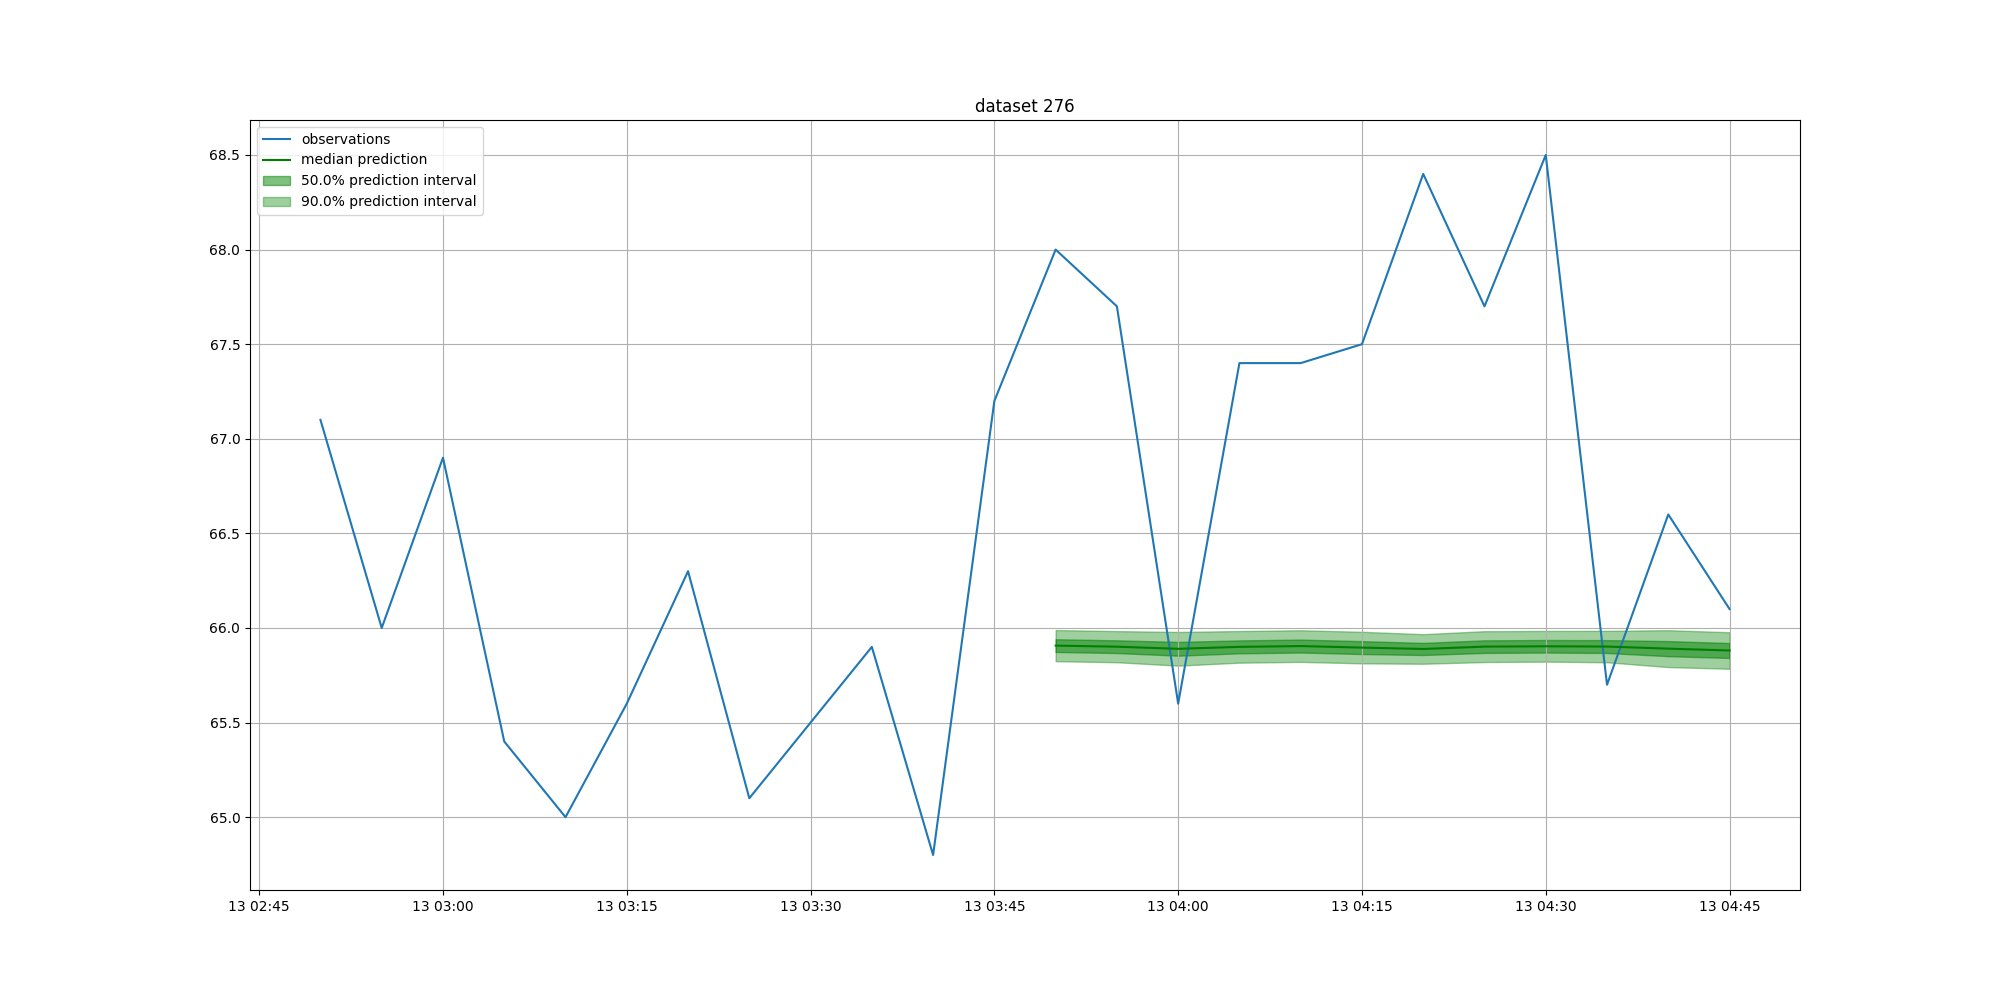 dataset 276
observations
median prediction
50.0% prediction interval
90.0% prediction interval
68.5
68.0
67.5
67.0
66.5
66.0
65.5
65.0
13 02:45 13 03:00 13 03:15 13 03:30 13 03:45 13 04:00 13 04:15 13 04:30 13 04:45